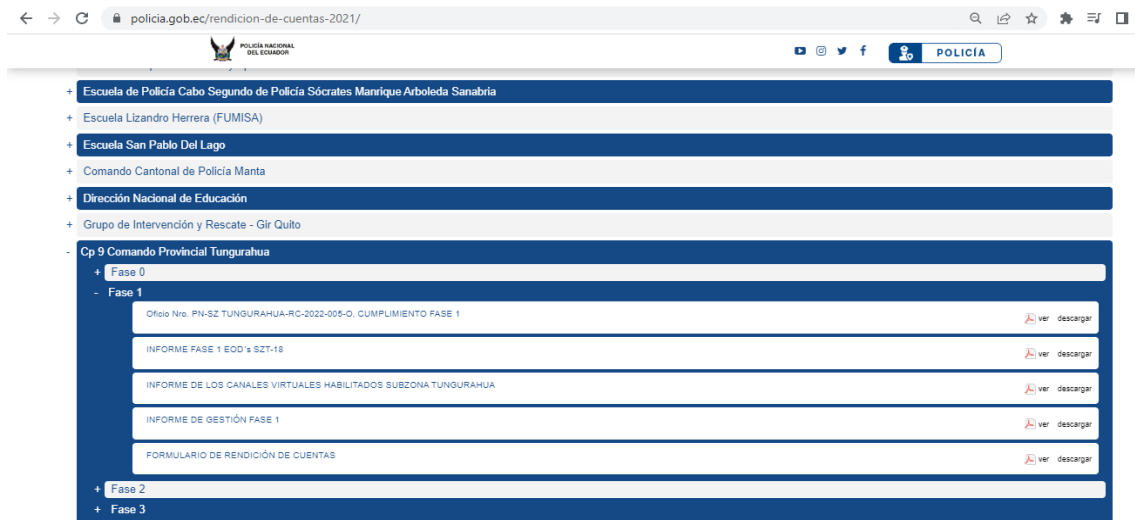 policia.gob.ec/rendicion-de-cuentas-2021/
POLICÍA NACIONAL
DEL ECUADOR
POLICÍA
+ Escuela de Policía Cabo Segundo de Policía Sócrates Manrique Arboleda Sanabria
+ Escuela Lizandro Herrera (FUMISA)
+ Escuela San Pablo Del Lago
+ Comando Cantonal de Policía Manta
+ Dirección Nacional de Educación
+ Grupo de Intervención y Rescate - Gir Quito
- Cp 9 Comando Provincial Tungurahua
+ Fase 0
- Fase 1
Oficio Nro. PN-SZ TUNGURAHUA-RC-2022-005-O, CUMPLIMIENTO FASE 1 ver descargar
INFORME FASE 1 EOD´s SZT-18 ver descargar
INFORME DE LOS CANALES VIRTUALES HABILITADOS SUBZONA TUNGURAHUA ver descargar
INFORME DE GESTIÓN FASE 1 ver descargar
FORMULARIO DE RENDICIÓN DE CUENTAS ver descargar
+ Fase 2
+ Fase 3